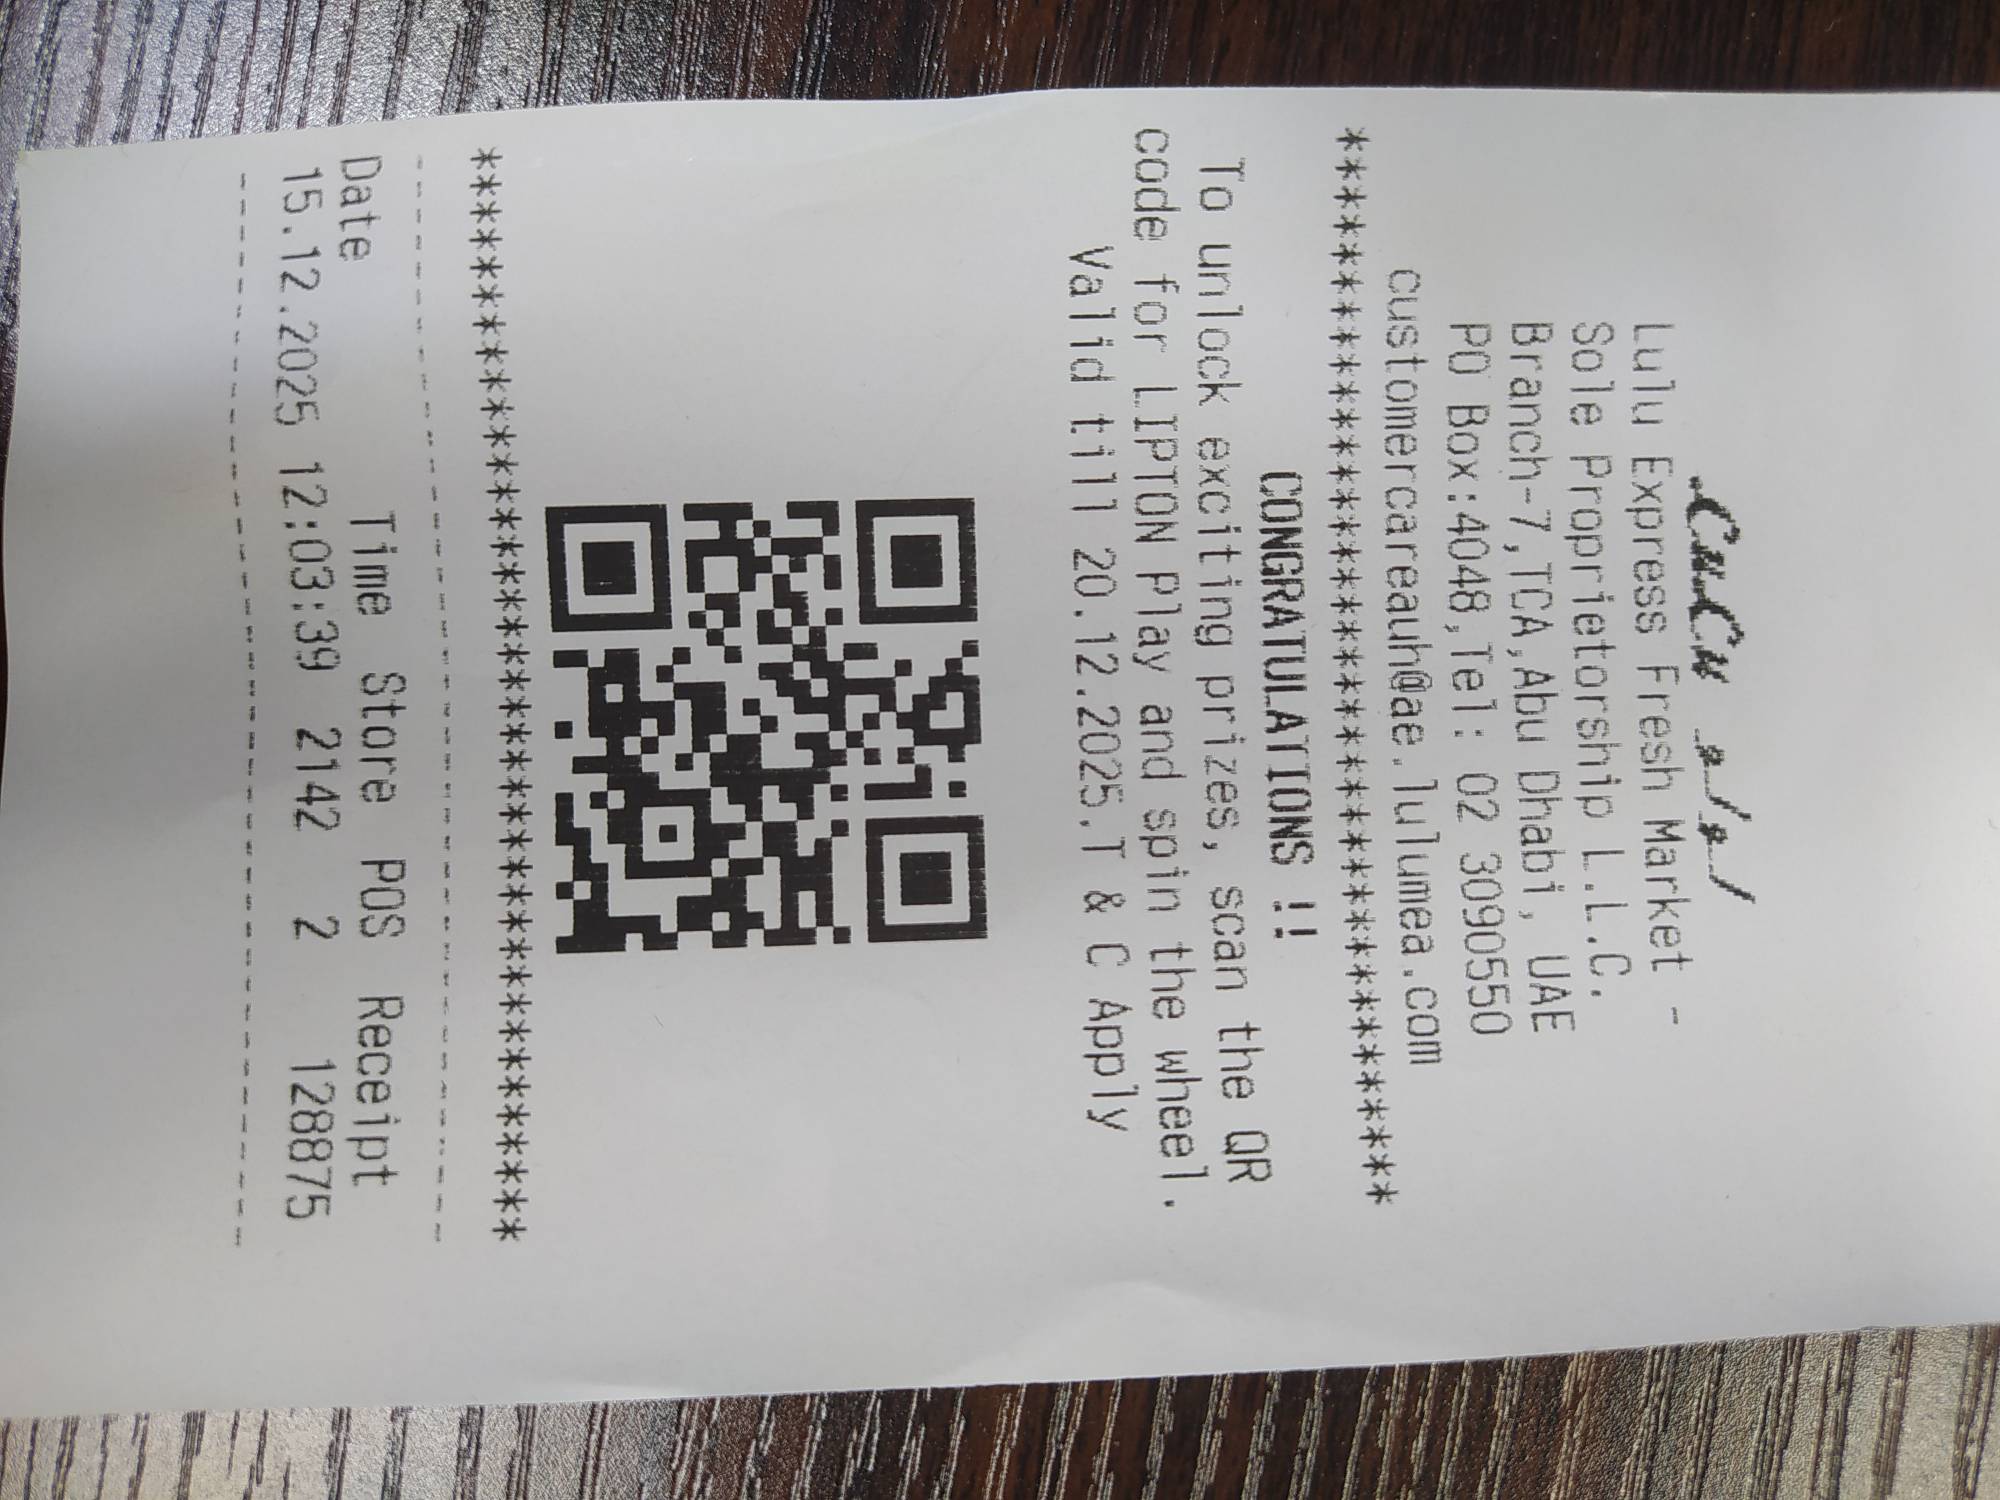 Lulu Express Fresh Market -
Sole Proprietorship L.L.C.
Branch-7,TCA,Abu Dhabi, UAE
PO Box:4048,Tel: 02 3090550
customercareauh@ae.lulumea.com
****************************************
CONGRATULATIONS !!
To unlock exciting prizes, scan the QR
code for LIPTON Play and spin the wheel.
Valid till 20.12.2025.T & C Apply
****************************************
Date Time Store POS Receipt
15.12.2025 12:03:39 2142 2 128875